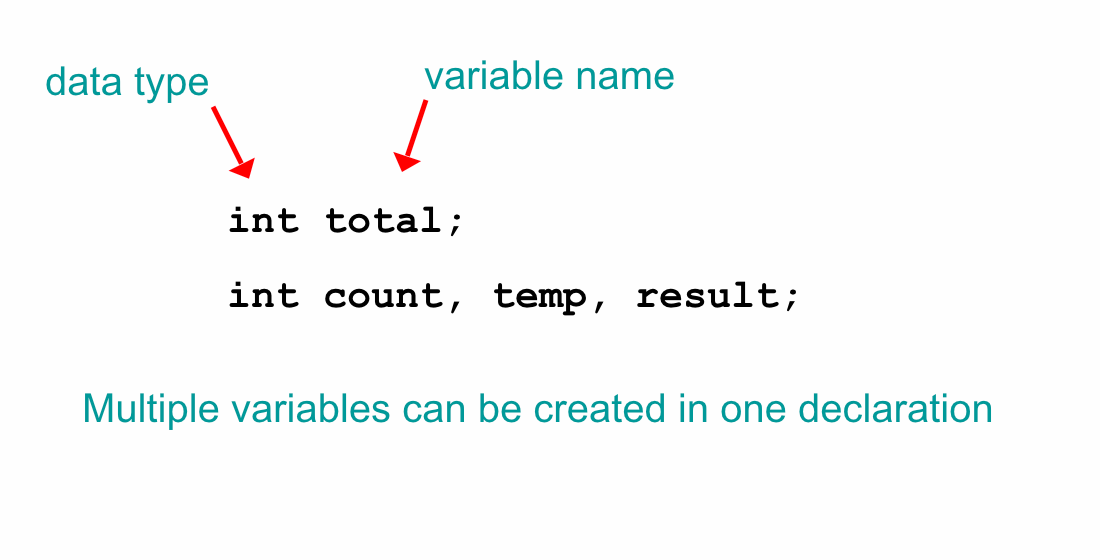 data type
variable name
int total;
int count, temp, result;
Multiple variables can be created in one declaration